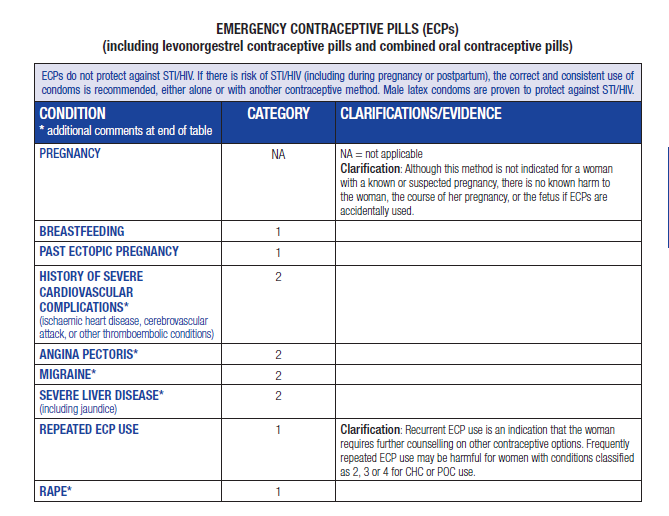 EMERGENCY CONTRACEPTIVE PILLS (ECPs)
(including levonorgestrel contraceptive pills and combined oral contraceptive pills)
ECPs do not protect against STI/HIV. If there is risk of STI/HIV (including during pregnancy or postpartum), the correct and consistent use of
condoms is recommended, either alone or with another contraceptive method. Male latex condoms are proven to protect against STI/HIV.
CONDITION CATEGORY CLARIFICATIONS/EVIDENCE
* additional comments at end of table
PREGNANCY NA NA = not applicable
Clarification: Although this method is not indicated for a woman
with a known or suspected pregnancy, there is no known harm to
the woman, the course of her pregnancy, or the fetus if ECPs are
accidentally used.
BREASTFEEDING 1
PAST ECTOPIC PREGNANCY 1
HISTORY OF SEVERE 2
CARDIOVASCULAR
COMPLICATIONS*
(ischaemic heart disease, cerebrovascular
attack, or other thromboembolic conditions)
ANGINA PECTORIS* 2
MIGRAINE* 2
SEVERE LIVER DISEASE* 2
(including jaundice)
REPEATED ECP USE 1 Clarification: Recurrent ECP use is an indication that the woman
requires further counselling on other contraceptive options. Frequently
repeated ECP use may be harmful for women with conditions classified
as 2, 3 or 4 for CHC or POC use.
RAPE* 1